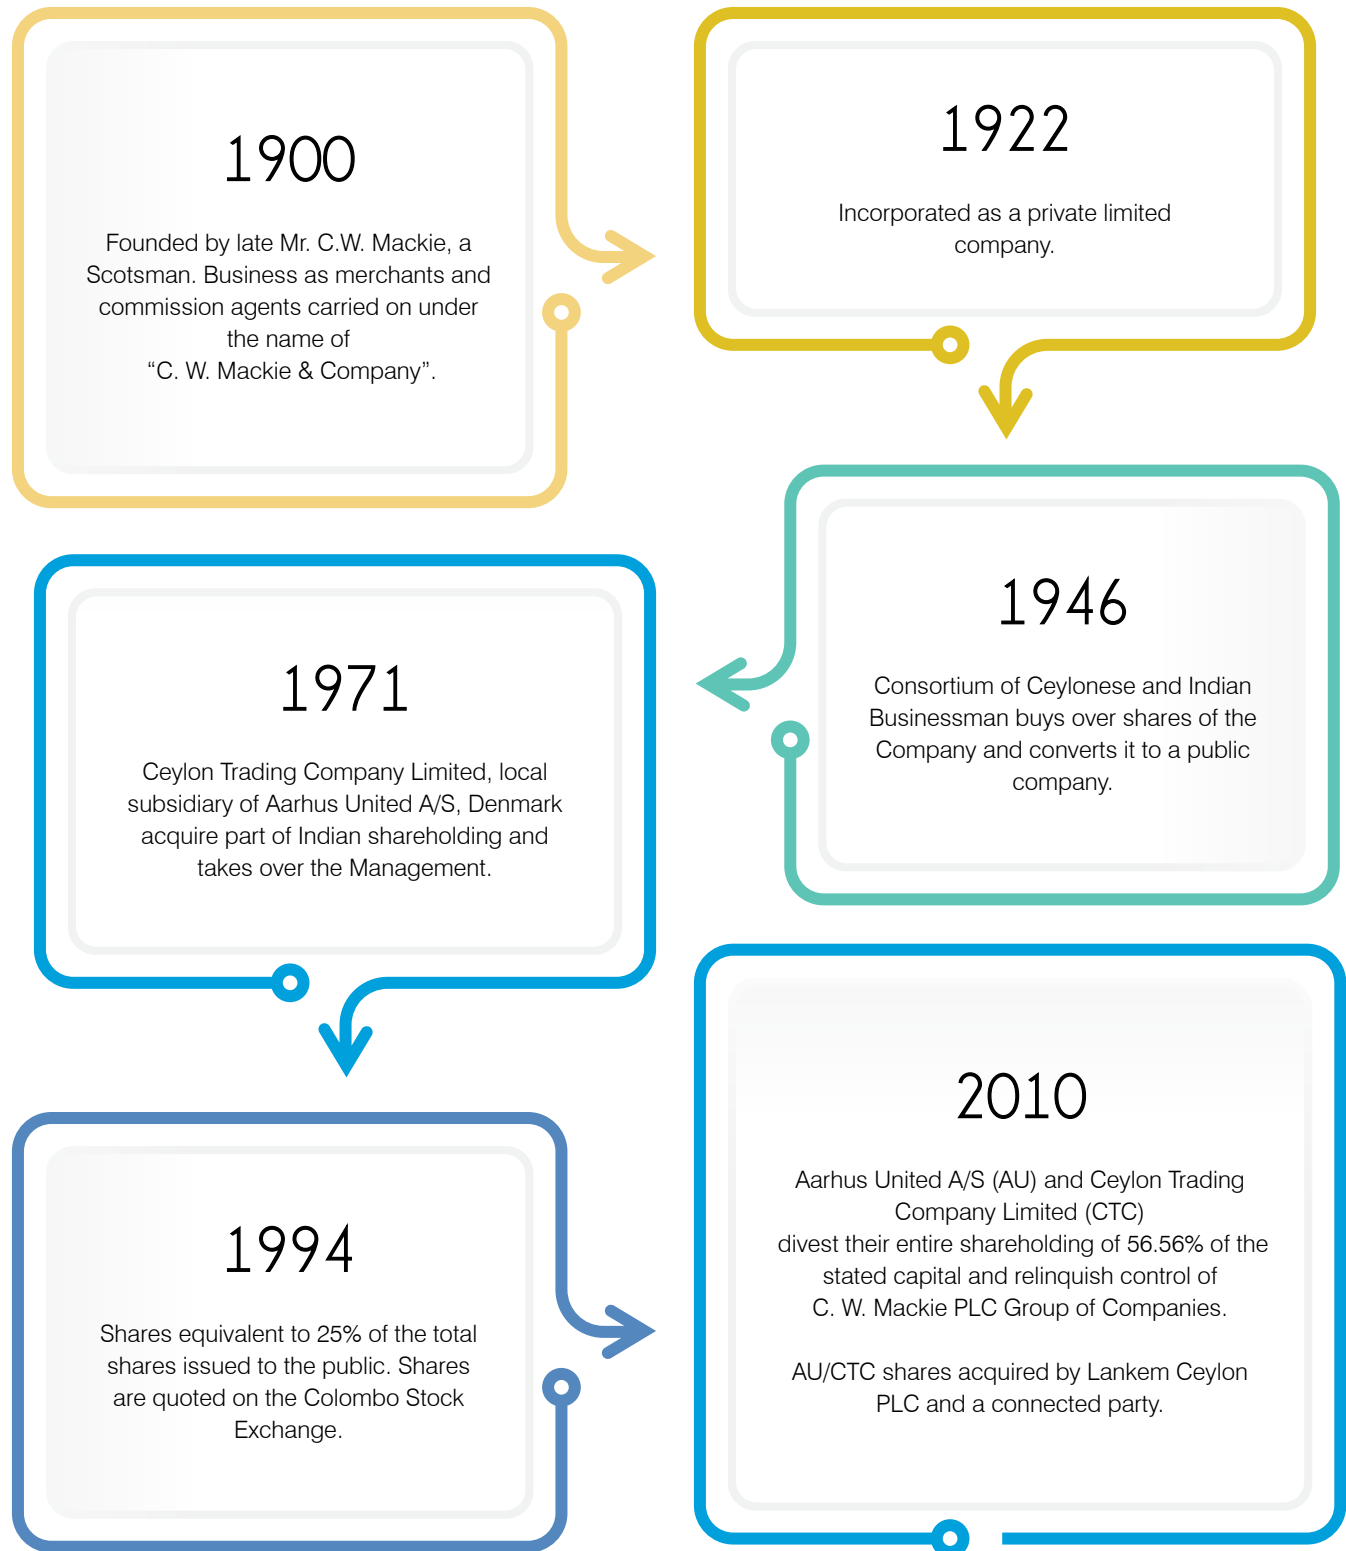 1900
Founded by late Mr. C.W. Mackie, a
Scotsman. Business as merchants and
commission agents carried on under
the name of
“C. W. Mackie & Company”.
1922
Incorporated as a private limited
company.
1946
Consortium of Ceylonese and Indian
Businessman buys over shares of the
Company and converts it to a public
company.
1971
Ceylon Trading Company Limited, local
subsidiary of Aarhus United A/S, Denmark
acquire part of Indian shareholding and
takes over the Management.
1994
Shares equivalent to 25% of the total
shares issued to the public. Shares
are quoted on the Colombo Stock
Exchange.
2010
Aarhus United A/S (AU) and Ceylon Trading
Company Limited (CTC)
divest their entire shareholding of 56.56% of the
stated capital and relinquish control of
C. W. Mackie PLC Group of Companies.
AU/CTC shares acquired by Lankem Ceylon
PLC and a connected party.